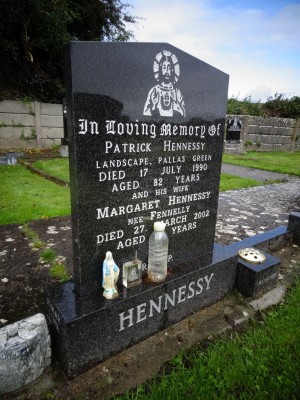 In Loving Memory Of
PATRICK HENNESSY
LANDSCAPE, PALLAS GREEN
DIED 17 JULY 1990
AGED 82 YEARS
AND HIS WIFE
MARGARET HENNESSY
NEE FENNELLY
DIED 27 MARCH 2002
AGED YEARS
P.
HENNESSY